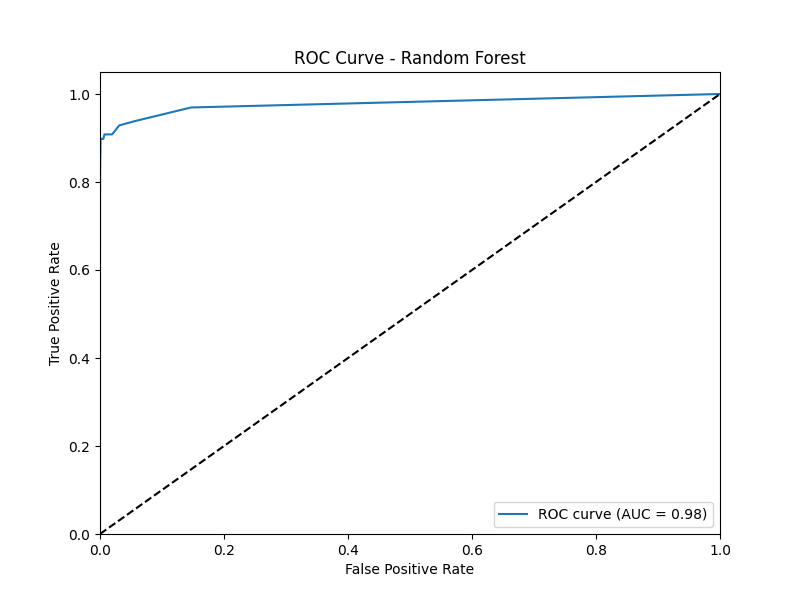 ROC Curve - Random Forest
1.0
0.8
0.6
0.4
0.2
0.0
True Positive Rate
ROC curve (AUC = 0.98)
0.0 0.2 0.4 0.6 0.8 1.0
False Positive Rate